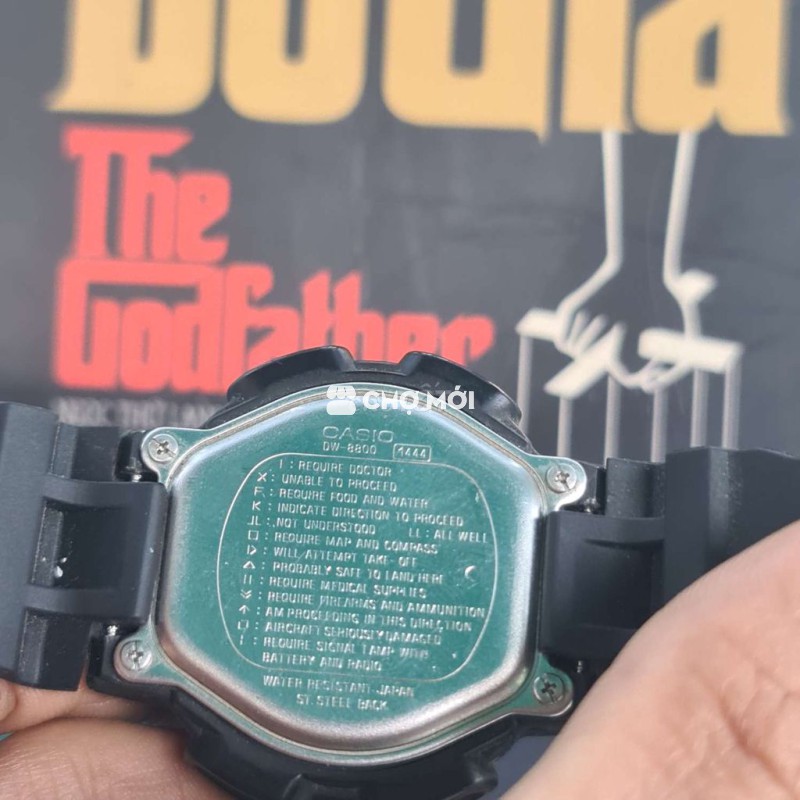 The
Godfather
CHỢ MỚI
CASIO
DW-8800 1444
I : REQUIRE DOCTOR
X : UNABLE TO PROCEED
F : REQUIRE FOOD AND WATER
K : INDICATE DIRECTION TO PROCEED
JL : NOT UNDERSTOOD LL : ALL WELL
□ : REQUIRE MAP AND COMPASS
▷ : WILL ATTEMPT TAKE-OFF
△ : PROBABLY SAFE TO LAND HERE
II : REQUIRE MEDICAL SUPPLIES
: REQUIRE FIREARMS AND AMMUNITION
↑ : AM PROCEEDING IN THIS DIRECTION
: AIRCRAFT SERIOUSLY DAMAGED
: REQUIRE SIGNAL LAMP WITH
BATTERY AND RADIO
WATER RESISTANT JAPAN
ST. STEEL BACK